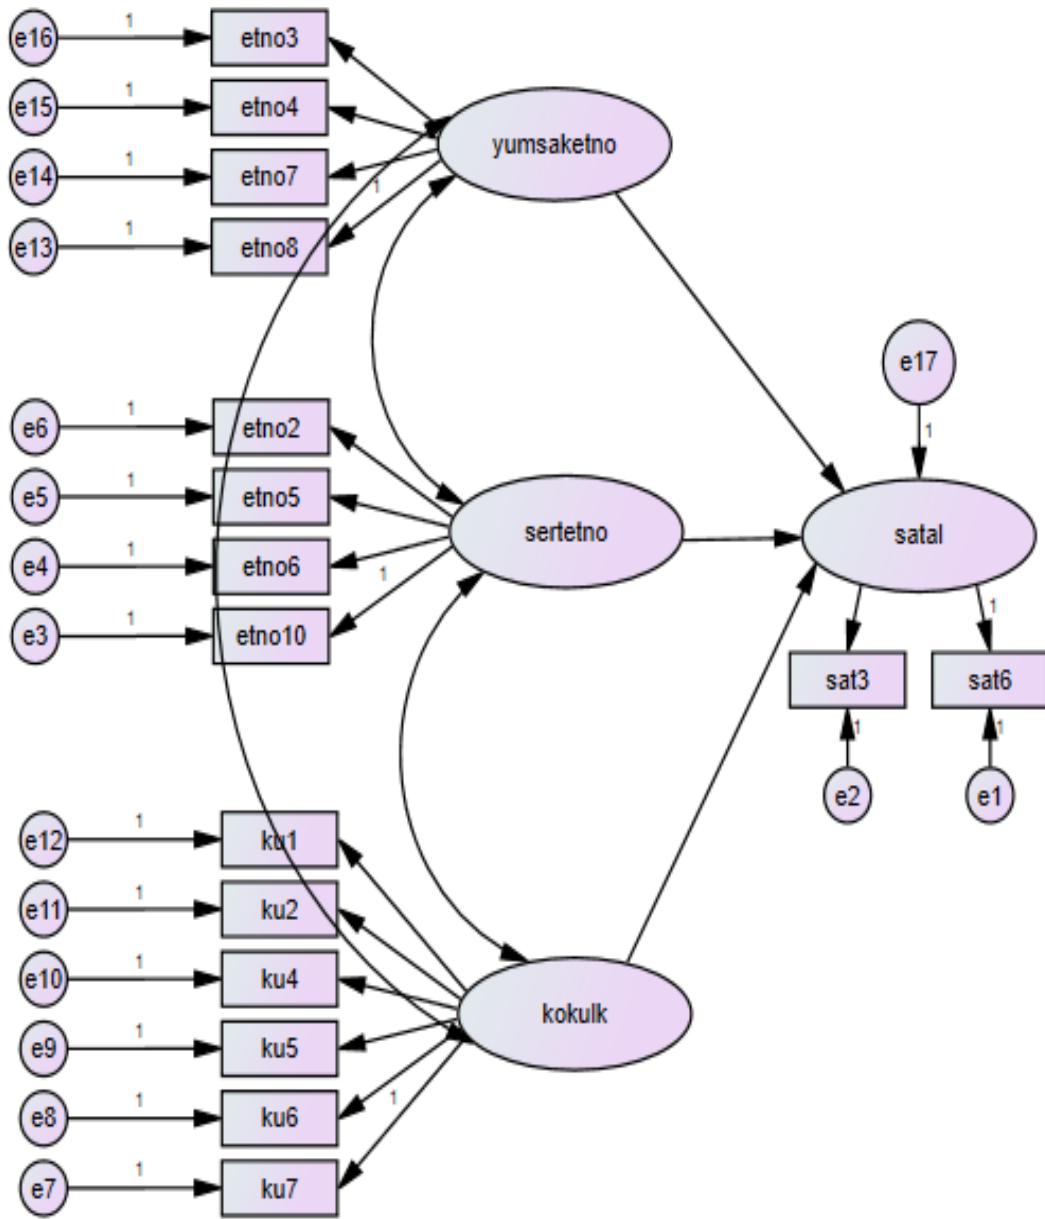 e16 1 etno3
e15 1 etno4
e14 1 etno7
e13 1 etno8
1
yumsaketno
e17
1
e6 1 etno2
e5 1 etno5
e4 1 etno6
e3 1 etno10
1
sertetno
satal
1
sat3 sat6
1 1
e2 e1
e12 1 ku1
e11 1 ku2
e10 1 ku4
e9 1 ku5
e8 1 ku6
e7 1 ku7
1
kokulk